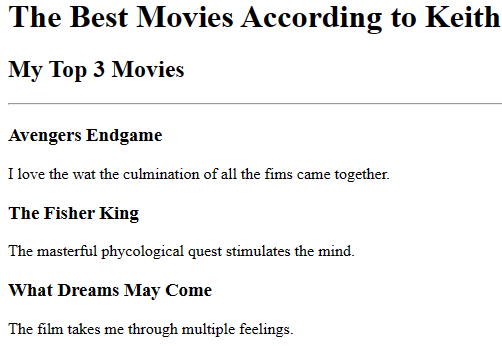 The Best Movies According to Keith
My Top 3 Movies
Avengers Endgame
I love the wat the culmination of all the fims came together.
The Fisher King
The masterful phycological quest stimulates the mind.
What Dreams May Come
The film takes me through multiple feelings.